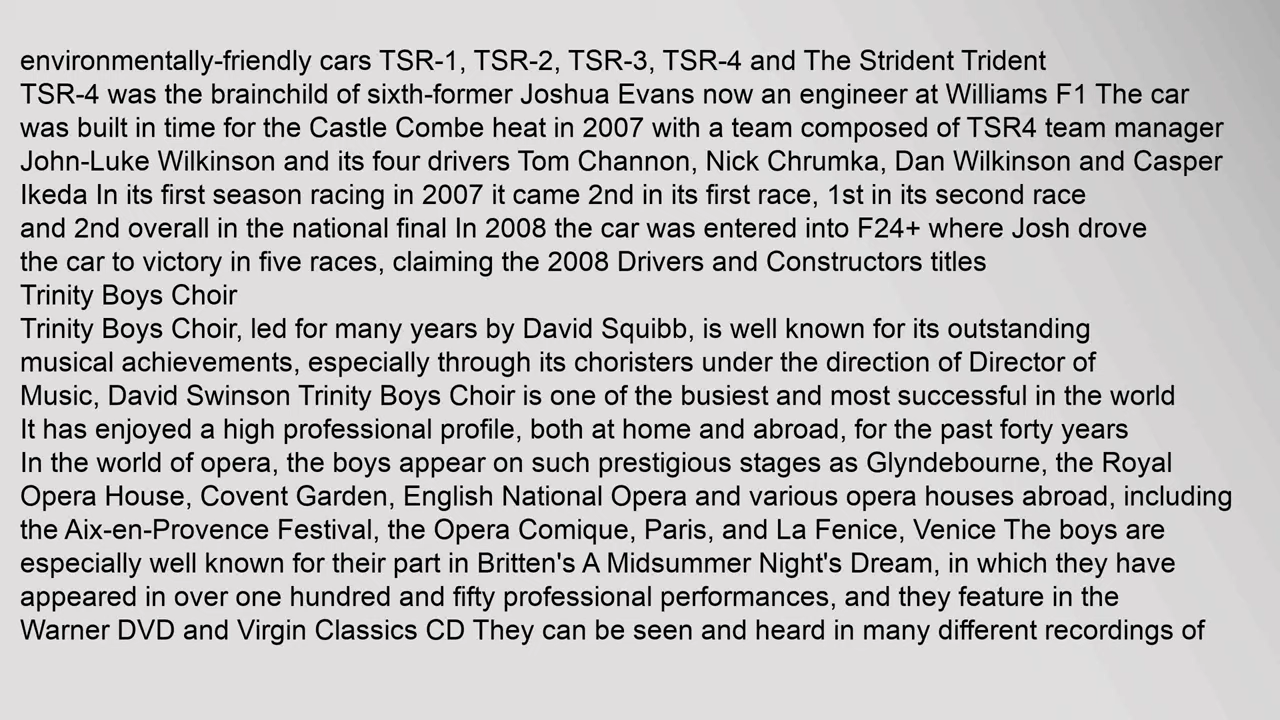 environmentally-friendly cars TSR-1, TSR-2, TSR-3, TSR-4 and The Strident Trident
TSR-4 was the brainchild of sixth-former Joshua Evans now an engineer at Williams F1 The car
was built in time for the Castle Combe heat in 2007 with a team composed of TSR4 team manager
John-Luke Wilkinson and its four drivers Tom Channon, Nick Chrumka, Dan Wilkinson and Casper
Ikeda In its first season racing in 2007 it came 2nd in its first race, 1st in its second race
and 2nd overall in the national final In 2008 the car was entered into F24+ where Josh drove
the car to victory in five races, claiming the 2008 Drivers and Constructors titles
Trinity Boys Choir
Trinity Boys Choir, led for many years by David Squibb, is well known for its outstanding
musical achievements, especially through its choristers under the direction of Director of
Music, David Swinson Trinity Boys Choir is one of the busiest and most successful in the world
It has enjoyed a high professional profile, both at home and abroad, for the past forty years
In the world of opera, the boys appear on such prestigious stages as Glyndebourne, the Royal
Opera House, Covent Garden, English National Opera and various opera houses abroad, including
the Aix-en-Provence Festival, the Opera Comique, Paris, and La Fenice, Venice The boys are
especially well known for their part in Britten's A Midsummer Night's Dream, in which they have
appeared in over one hundred and fifty professional performances, and they feature in the
Warner DVD and Virgin Classics CD They can be seen and heard in many different recordings of